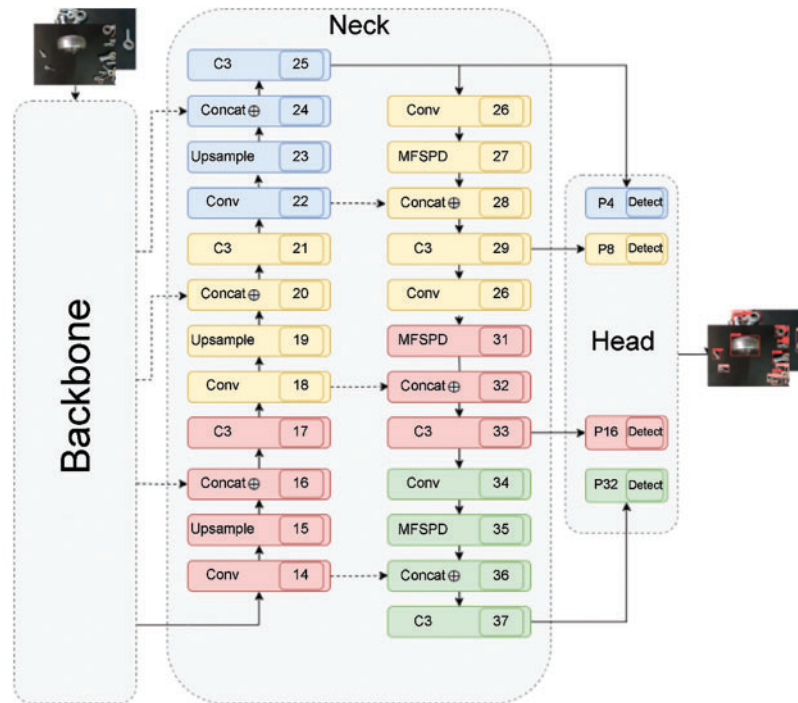 Neck
C3 25
Concat⊕ 24
Upsample 23
Conv 22
C3 21
Concat⊕ 20
Upsample 19
Conv 18
C3 17
Concat⊕ 16
Upsample 15
Conv 14
Conv 26
MFSPD 27
Concat⊕ 28
C3 29
Conv 26
MFSPD 31
Concat⊕ 32
C3 33
Conv 34
MFSPD 35
Concat⊕ 36
C3 37
Backbone
P4 Detect
P8 Detect
Head
P16 Detect
P32 Detect